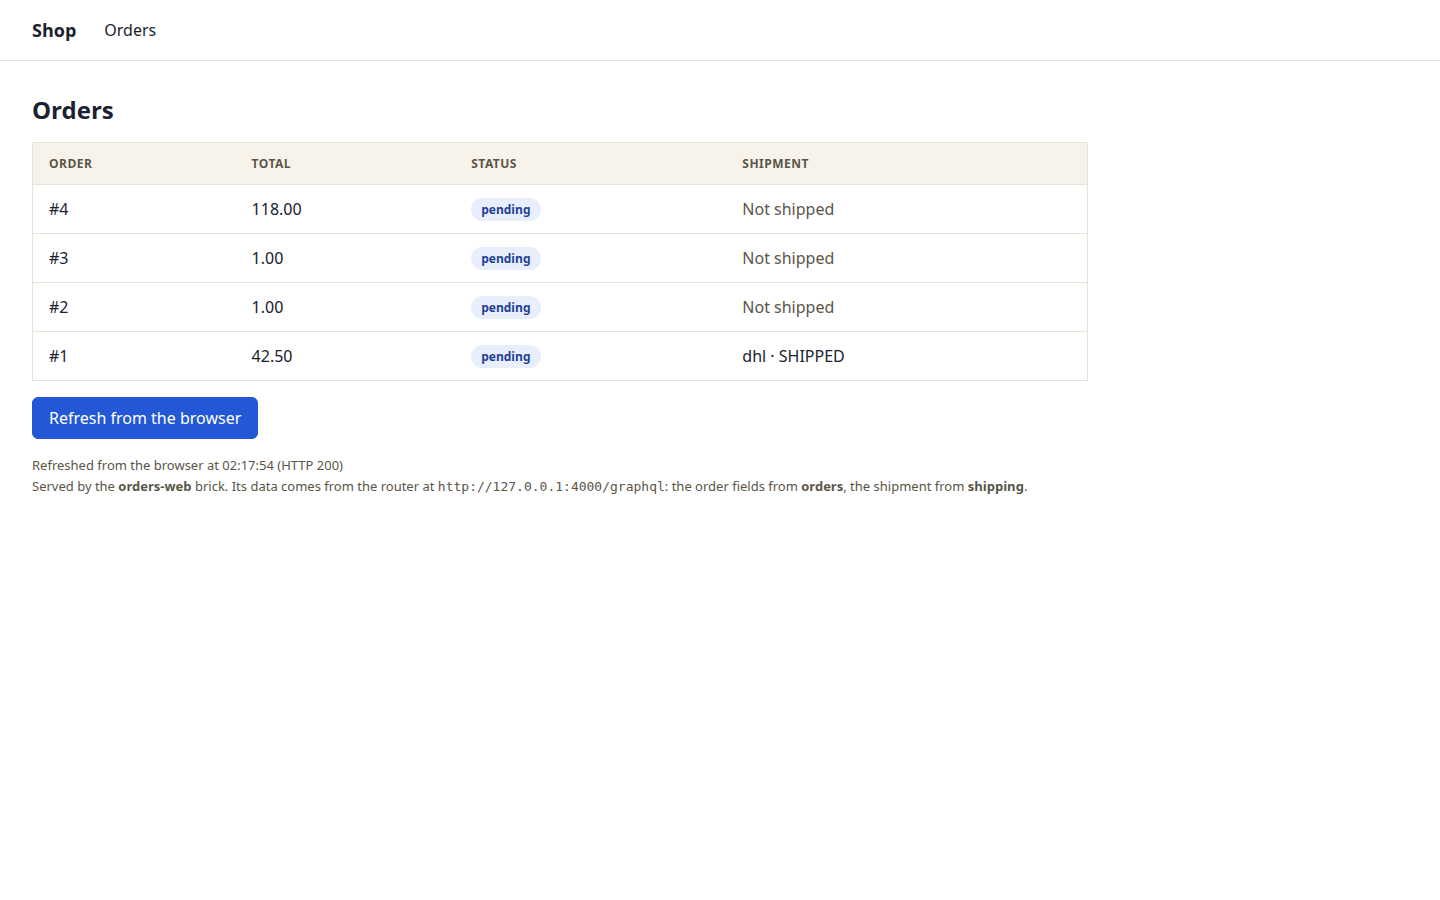 Shop Orders
Orders
ORDER TOTAL STATUS SHIPMENT
#4 118.00 pending Not shipped
#3 1.00 pending Not shipped
#2 1.00 pending Not shipped
#1 42.50 pending dhl · SHIPPED
Refresh from the browser
Refreshed from the browser at 02:17:54 (HTTP 200)
Served by the orders-web brick. Its data comes from the router at http://127.0.0.1:4000/graphql: the order fields from orders, the shipment from shipping.